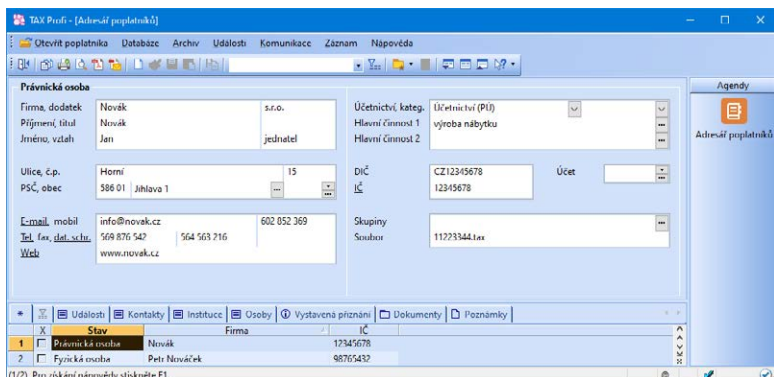 TAX Profi - [Adresář poplatníků]
Otevřít poplatníka Databáze Archiv Události Komunikace Záznam Nápověda
Právnická osoba
Agendy
Firma, dodatek Novák s.r.o. Účetnictví, kateg. Účetnictví (PÚ)
Příjmení, titul Novák Hlavní činnost 1 výroba nábytku
Jméno, vztah Jan jednatel Hlavní činnost 2
Adresář poplatníků
Ulice, č.p. Horní 15 DIČ CZ12345678 Účet
PSČ, obec 586 01 Jihlava 1 IČ 12345678
E-mail, mobil info@novak.cz 602 852 369 Skupiny
Tel, fax, dat. schr. 569 876 542 564 563 216 Soubor 11223344.tax
Web www.novak.cz
* Události Kontakty Instituce Osoby Vystavená přiznání Dokumenty Poznámky
X Stav Firma IČ
1 Právnická osoba Novák 12345678
2 Fyzická osoba Petr Nováček 98765432
(1/2) Pro získání nápovědy stiskněte F1